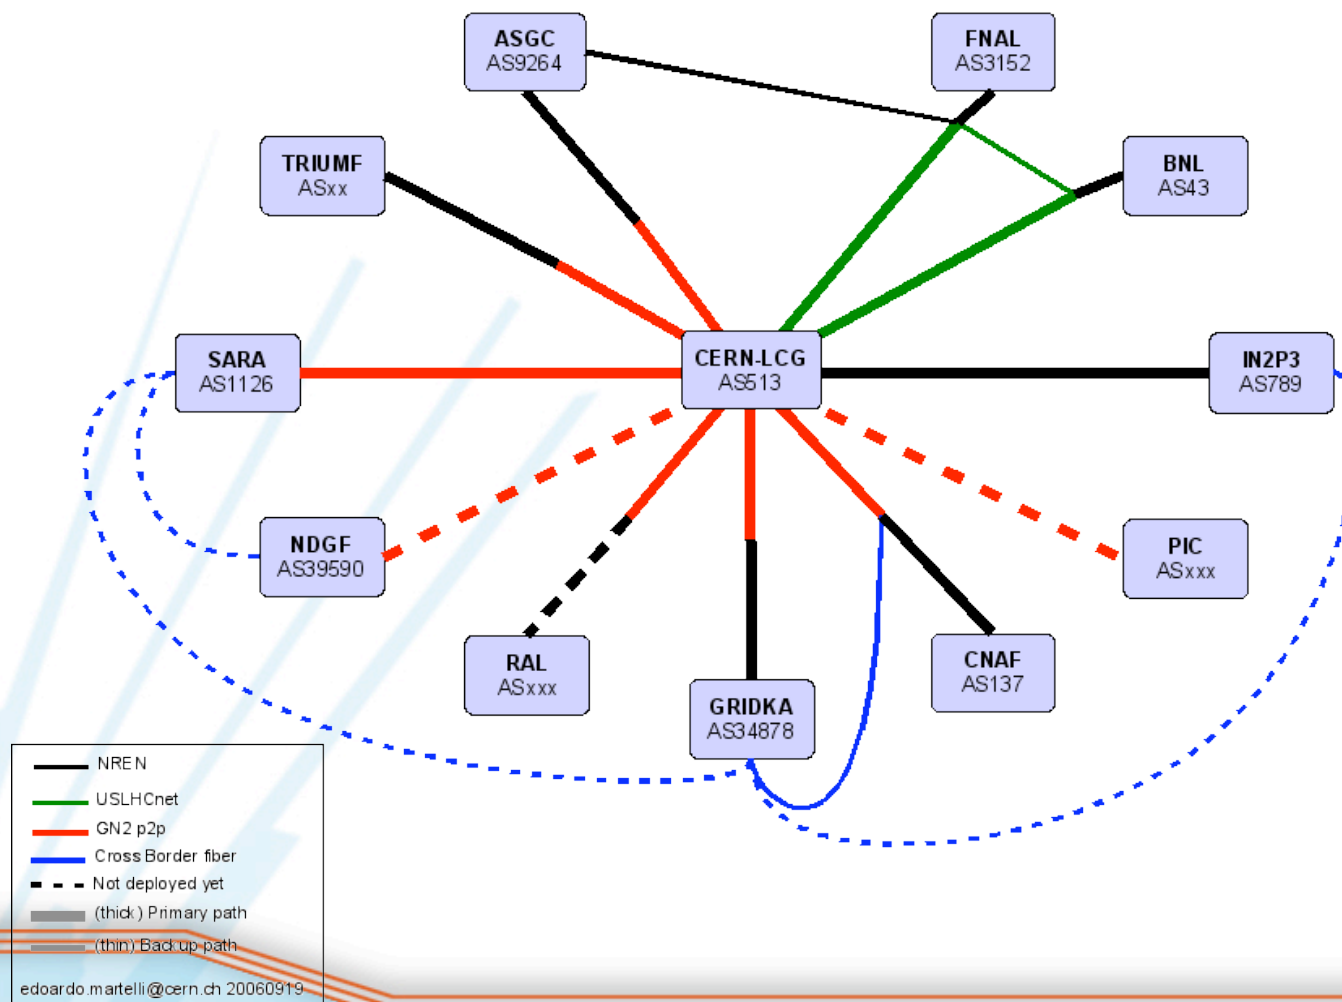 ASGC
AS9264
FNAL
AS3152
TRIUMF
ASxx
BNL
AS43
SARA
AS1126
CERN-LCG
AS513
IN2P3
AS789
NDGF
AS39590
PIC
ASxxx
RAL
ASxxx
GRIDKA
AS34878
CNAF
AS137
NREN
USLHCnet
GN2 p2p
Cross Border fiber
Not deployed yet
(thick) Primary path
(thin) Backup path
edoardo.martelli@cern.ch 20060919